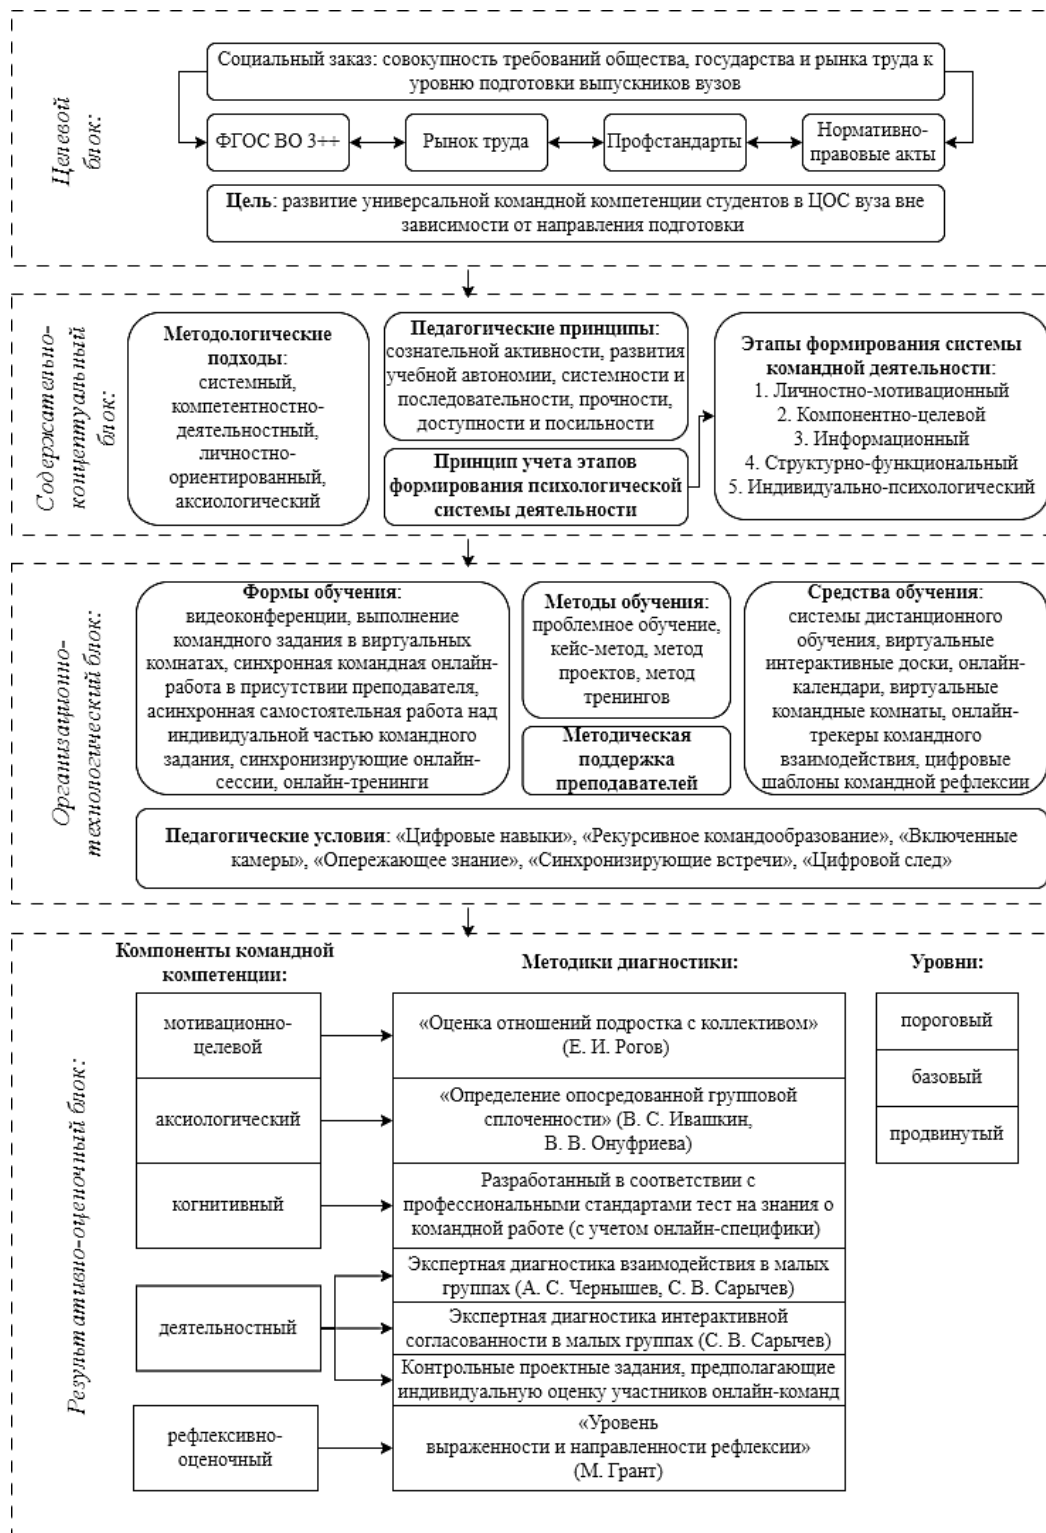 Целевой
блок:
Социальный заказ: совокупность требований общества, государства и рынка труда к
уровню подготовки выпускников вузов
ФГОС ВО 3++
Рынок труда
Профстандарты
Нормативно-
правовые акты
Цель: развитие универсальной командной компетенции студентов в ЦОС вуза вне
зависимости от направления подготовки
Содержательно-
концептуальный
блок:
Методологические
подходы:
системный,
компетентностно-
деятельностный,
личностно-
ориентированный,
аксиологический
Педагогические принципы:
сознательной активности, развития
учебной автономии, системности и
последовательности, прочности,
доступности и посильности
Принцип учета этапов
формирования психологической
системы деятельности
Этапы формирования системы
командной деятельности:
1. Личностно-мотивационный
2. Компонентно-целевой
3. Информационный
4. Структурно-функциональный
5. Индивидуально-психологический
Организационно-
технологический блок:
Формы обучения:
видеоконференции, выполнение
командного задания в виртуальных
комнатах, синхронная командная онлайн-
работа в присутствии преподавателя,
асинхронная самостоятельная работа над
индивидуальной частью командного
задания, синхронизирующие онлайн-
сессии, онлайн-тренинги
Методы обучения:
проблемное обучение,
кейс-метод, метод
проектов, метод
тренингов
Методическая
поддержка
преподавателей
Средства обучения:
системы дистанционого
обучения, виртуальные
интерактивные доски, онлайн-
календари, виртуальные
командные комнаты, онлайн-
трекеры командного
взаимодействия, цифровые
шаблоны командной рефлексии
Педагогические условия: «Цифровые навыки», «Рекурсивное командообразование», «Включенные
камеры», «Опережающее знание», «Синхронизирующие встречи», «Цифровой след»
Результативно-оценочный блок:
Компоненты командной
компетенции:
Методики диагностики:
Уровни:
мотивационно-
целевой
«Оценка отношений подростка с коллективом»
(Е. И. Рогов)
пороговый
базовый
продвинутый
аксиологический
«Определение опосредованной групповой
сплоченности» (В. С. Ивашкин,
В. В. Онуфриева)
когнитивный
Разработанный в соответствии с
профессиональными стандартами тест на знания о
командной работе (с учетом онлайн-специфики)
деятельностный
Экспертная диагностика взаимодействия в малых
группах (А. С. Чернышев, С. В. Сарычев)
Экспертная диагностика интерактивной
согласованности в малых группах (С. В. Сарычев)
Контрольные проектные задания, предполагающие
индивидуальную оценку участников онлайн-команд
рефлексивно-
оценочный
«Уровень
выраженности и направленности рефлексии»
(М. Грант)